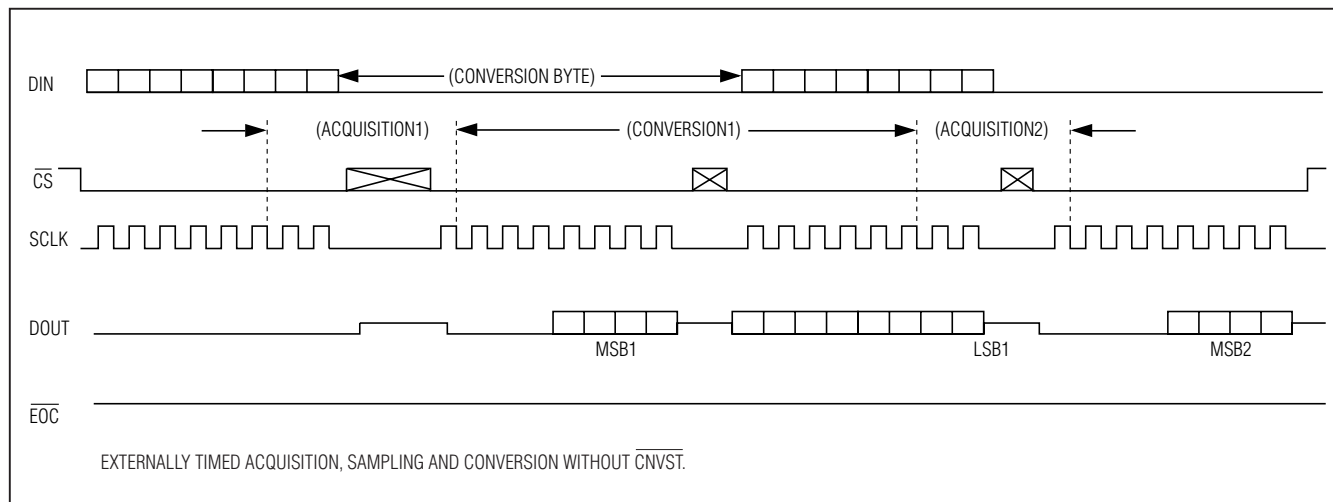 DIN
(CONVERSION BYTE)
(ACQUISITION1)
(CONVERSION1)
(ACQUISITION2)
CS
SCLK
DOUT
MSB1
LSB1
MSB2
EOC
EXTERNALLY TIMED ACQUISITION, SAMPLING AND CONVERSION WITHOUT CNVST.